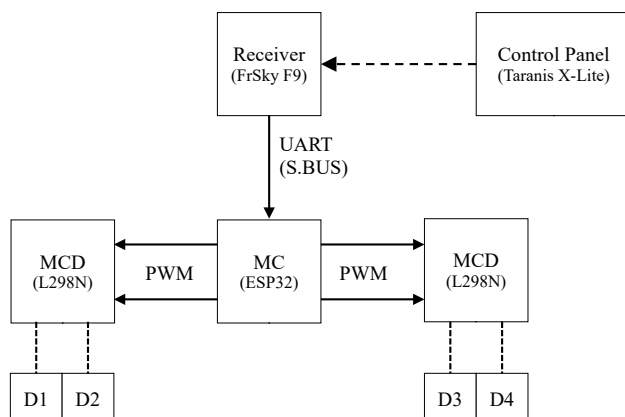 Receiver
(FrSky F9)
Control Panel
(Taranis X-Lite)
UART
(S.BUS)
MCD
(L298N)
PWM
MC
(ESP32)
PWM
MCD
(L298N)
D1
D2
D3
D4